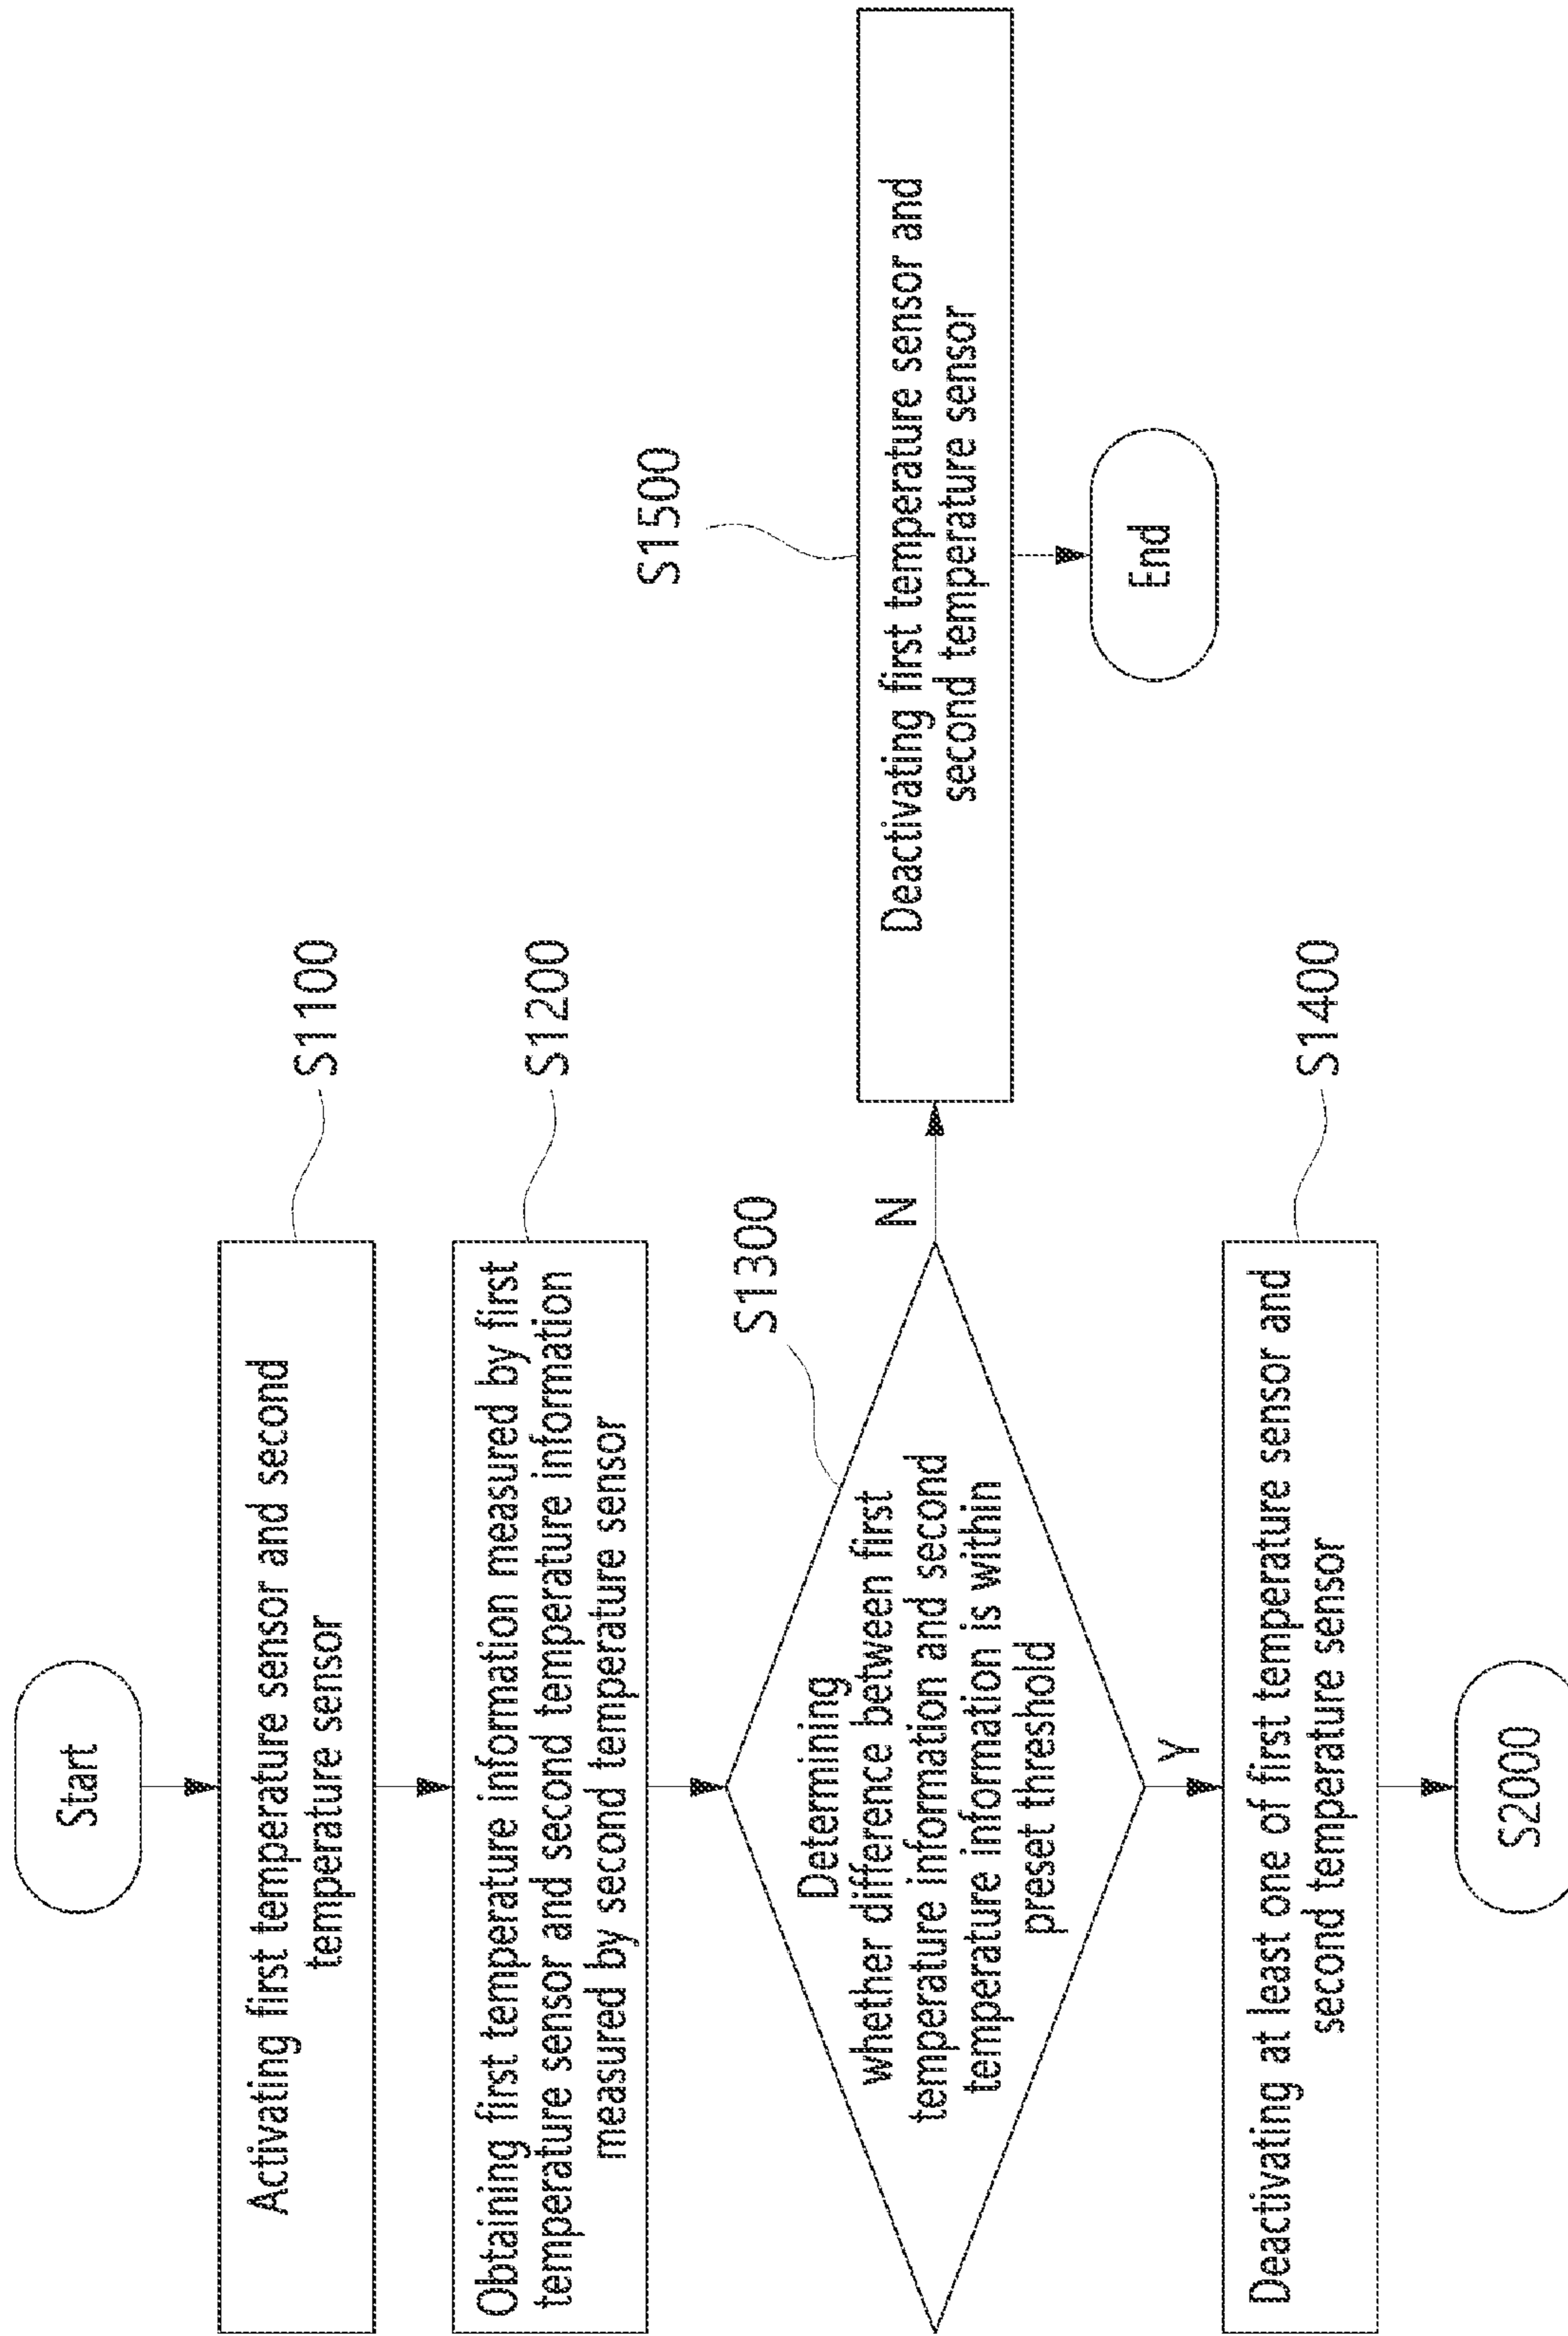 Start
Activating first temperature sensor and second
temperature sensor
S1100
Obtaining first temperature information measured by first
temperature sensor and second temperature information
measured by second temperature sensor
S1200
Determining
whether difference between first
temperature information and second
temperature information is within
preset threshold
S1300
N
Deactivating first temperature sensor and
second temperature sensor
S1500
End
Y
Deactivating at least one of first temperature sensor and
second temperature sensor
S1400
S2000